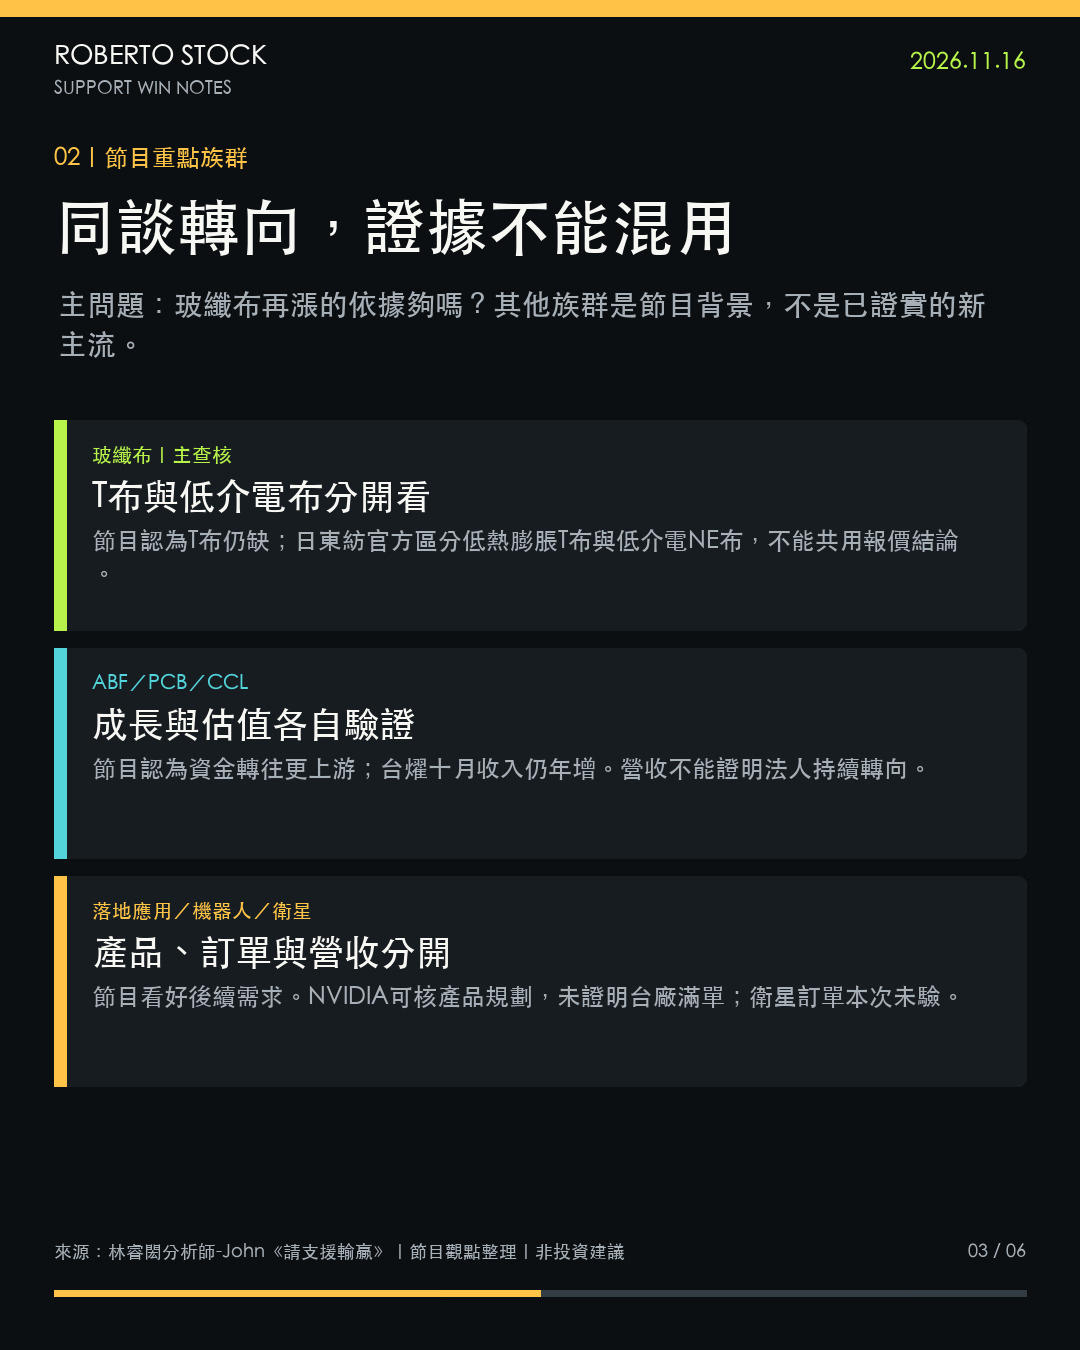 ROBERTO STOCK
SUPPORT WIN NOTES
2026.11.16
02｜節目重點族群
同談轉向，證據不能混用
主問題：玻纖布再漲的依據夠嗎？其他族群是節目背景，不是已證實的新
主流。
玻纖布｜主查核
T布與低介電布分開看
節目認為T布仍缺；日東紡官方區分低熱膨脹T布與低介電NE布，不能共用報價結論
。
ABF／PCB／CCL
成長與估值各自驗證
節目認為資金轉往更上游；台燿十月收入仍年增。營收不能證明法人持續轉向。
落地應用／機器人／衛星
產品、訂單與營收分開
節目看好後續需求。NVIDIA可核產品規劃，未證明台廠滿單；衛星訂單本次未驗。
來源：林睿閎分析師-John《請支援輸贏》｜節目觀點整理｜非投資建議
03 / 06